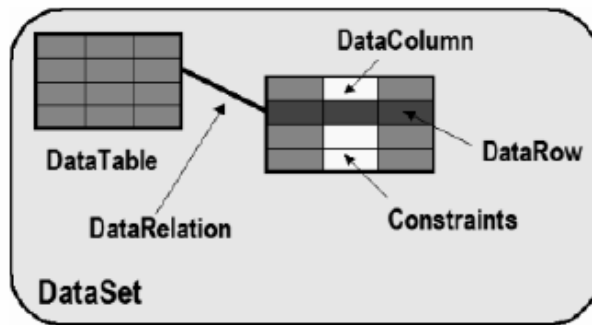 DataColumn
DataTable
DataRow
DataRelation
Constraints
DataSet